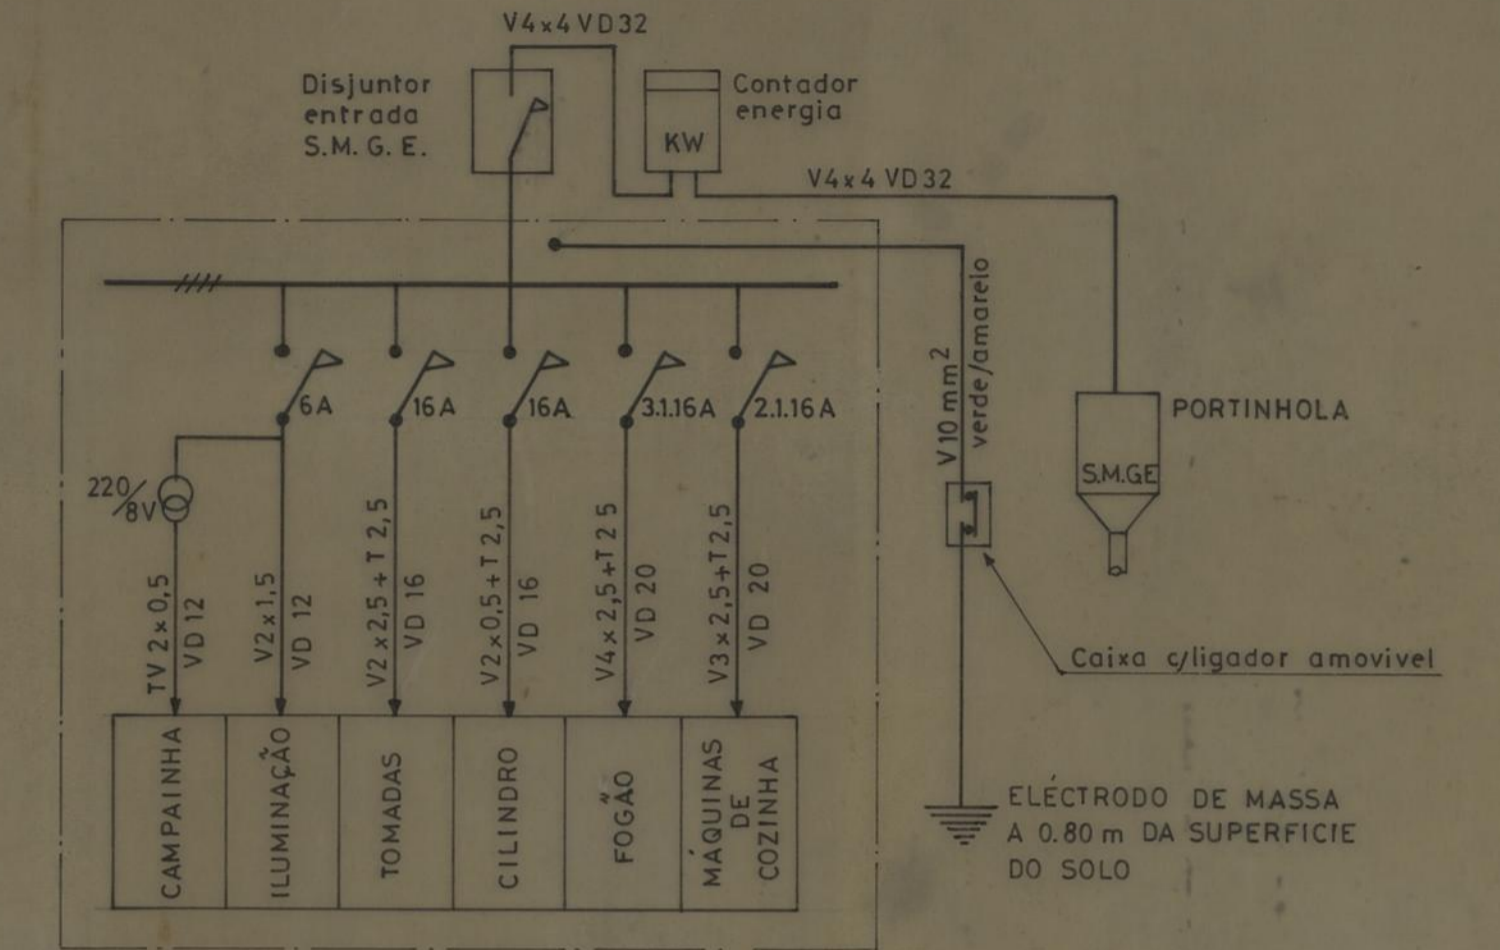 V4x4 VD32
Disjuntor
entrada
S.M. G. E.
Contador
energia
KW
V4x4 VD32
6A
16A
16A
3.1.16A
2.1.16A
220/8V
TV 2x0,5
VD 12
V2x1,5
VD 12
V2x2,5+T 2,5
VD 16
V2x0,5+T 2,5
VD 16
V4x2,5+T 2 5
VD 20
V3x2,5+T2,5
VD 20
V10 mm2
verde/amarelo
PORTINHOLA
S.M.GE
Caixa c/ligador amovivel
CAMPAINHA
ILUMINAÇÃO
TOMADAS
CILINDRO
FOGÃO
MÁQUINAS
DE
COZINHA
ELÉCTRODO DE MASSA
A 0.80 m DA SUPERFICIE
DO SOLO